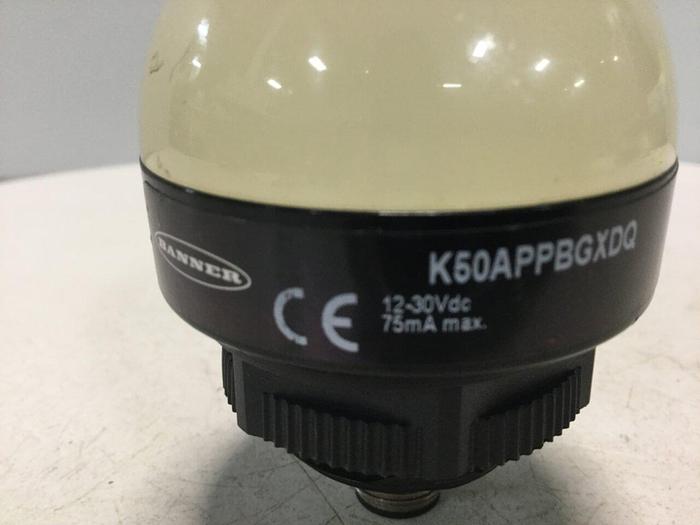 BANNER
K50APPBGXDQ
CE
12-30Vdc
75mA max.